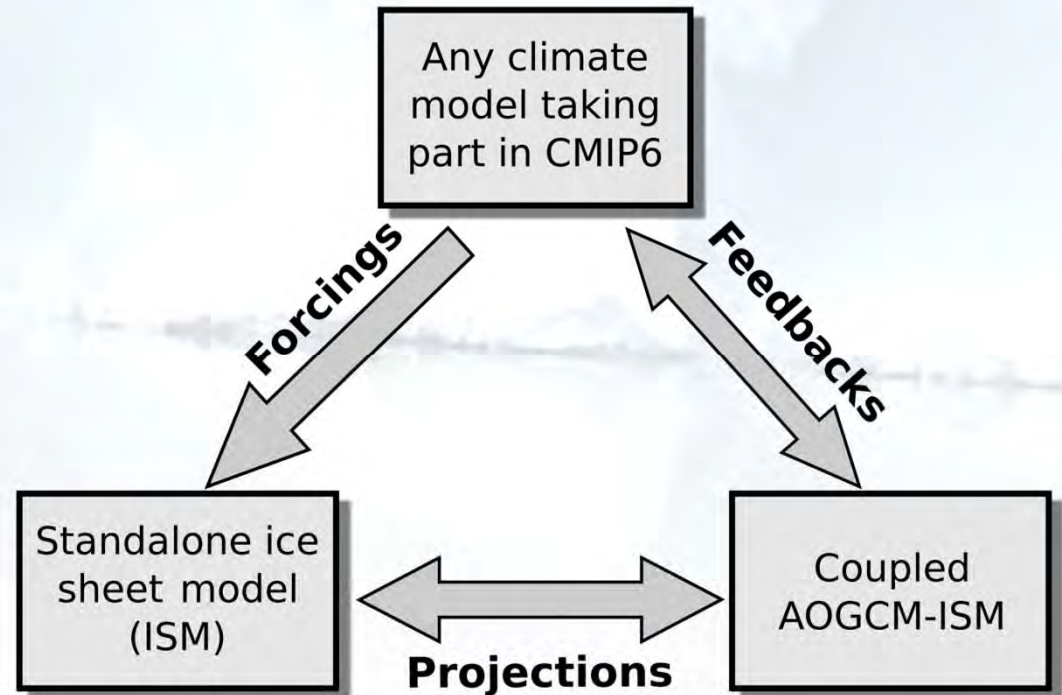 Any climate
model taking
part in CMIP6
Forcings
Feedbacks
Standalone ice
sheet model
(ISM)
Coupled
AOGCM-ISM
Projections